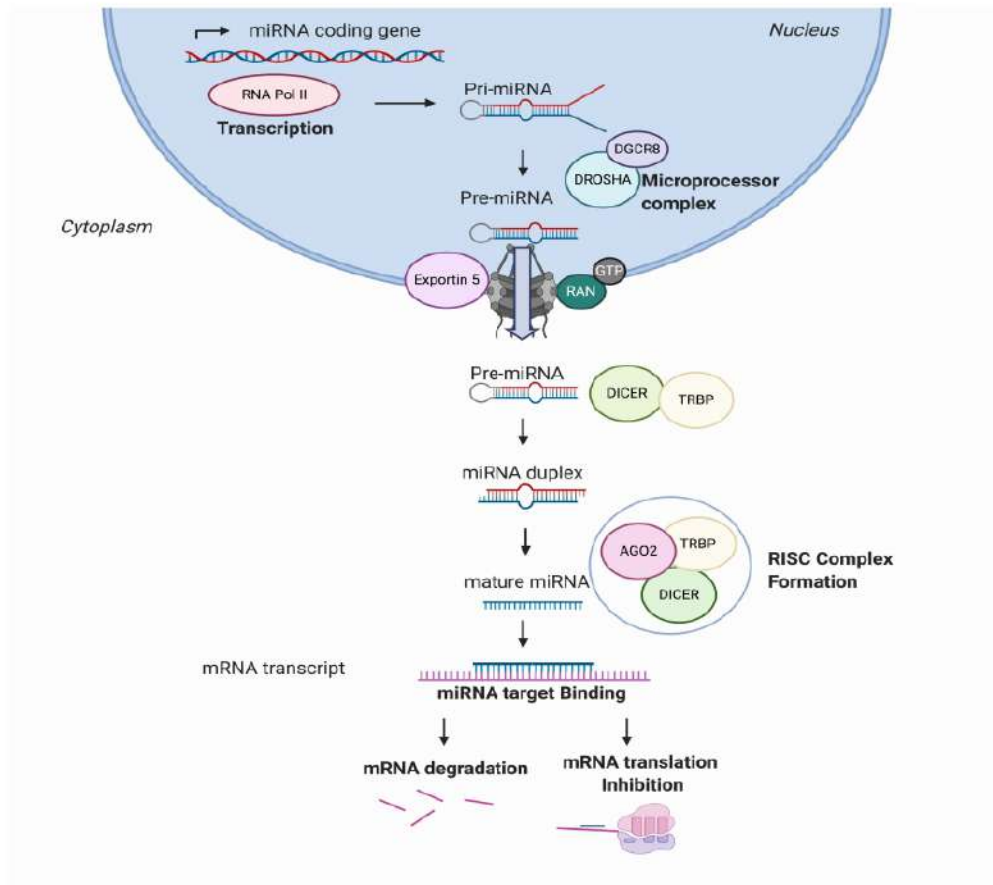 miRNA coding gene
Nucleus
RNA Pol II
Transcription
Pri-miRNA
DGCR8
DROSHA
Microprocessor
complex
Pre-miRNA
Cytoplasm
Exportin 5
GTP
RAN
Pre-miRNA
DICER
TRBP
miRNA duplex
AGO2
TRBP
DICER
RISC Complex
Formation
mature miRNA
mRNA transcript
miRNA target Binding
mRNA degradation
mRNA translation
Inhibition